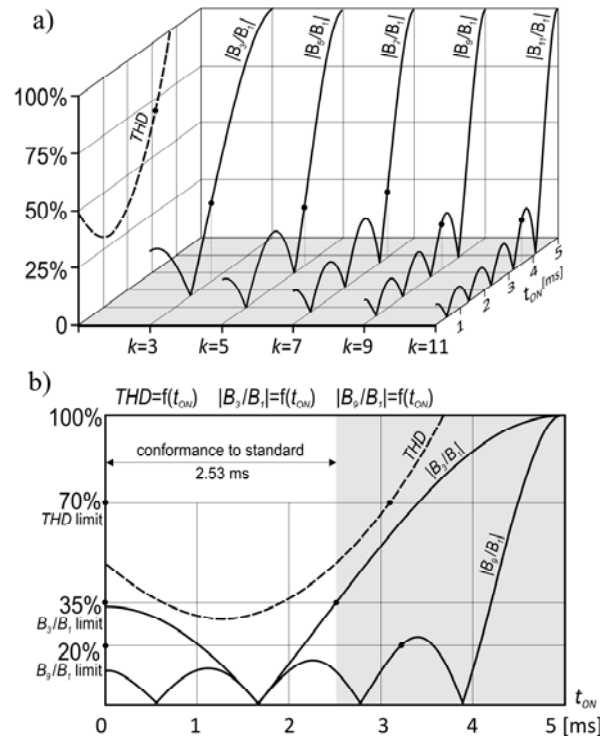 a)
|B3/B1|
|B5/B1|
|B7/B1|
|B9/B1|
|B11/B1|
THD
100%
75%
50%
25%
0
k=3
k=5
k=7
k=9
k=11
1
2
3
4
5
tON [ms]
b)
THD=f(tON) |B3/B1|=f(tON) |B9/B1|=f(tON)
100%
conformance to standard
2.53 ms
THD
|B3/B1|
|B9/B1|
70%
THD limit
35%
B3/B1 limit
20%
B9/B1 limit
tON
0 1 2 3 4 5 [ms]